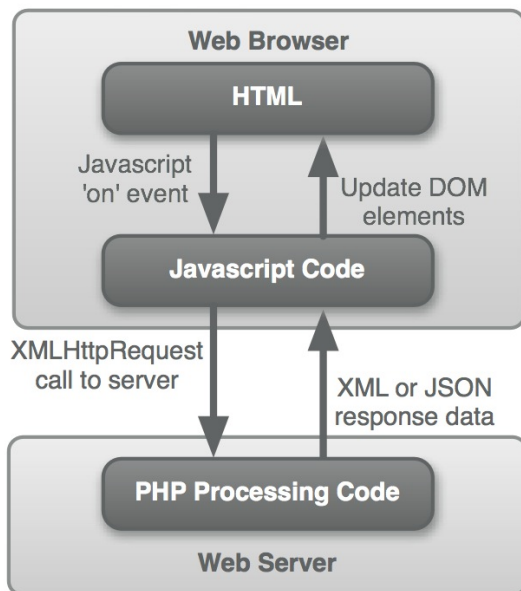 Web Browser
HTML
Javascript
'on' event
Update DOM
elements
Javascript Code
XMLHttpRequest
call to server
XML or JSON
response data
PHP Processing Code
Web Server